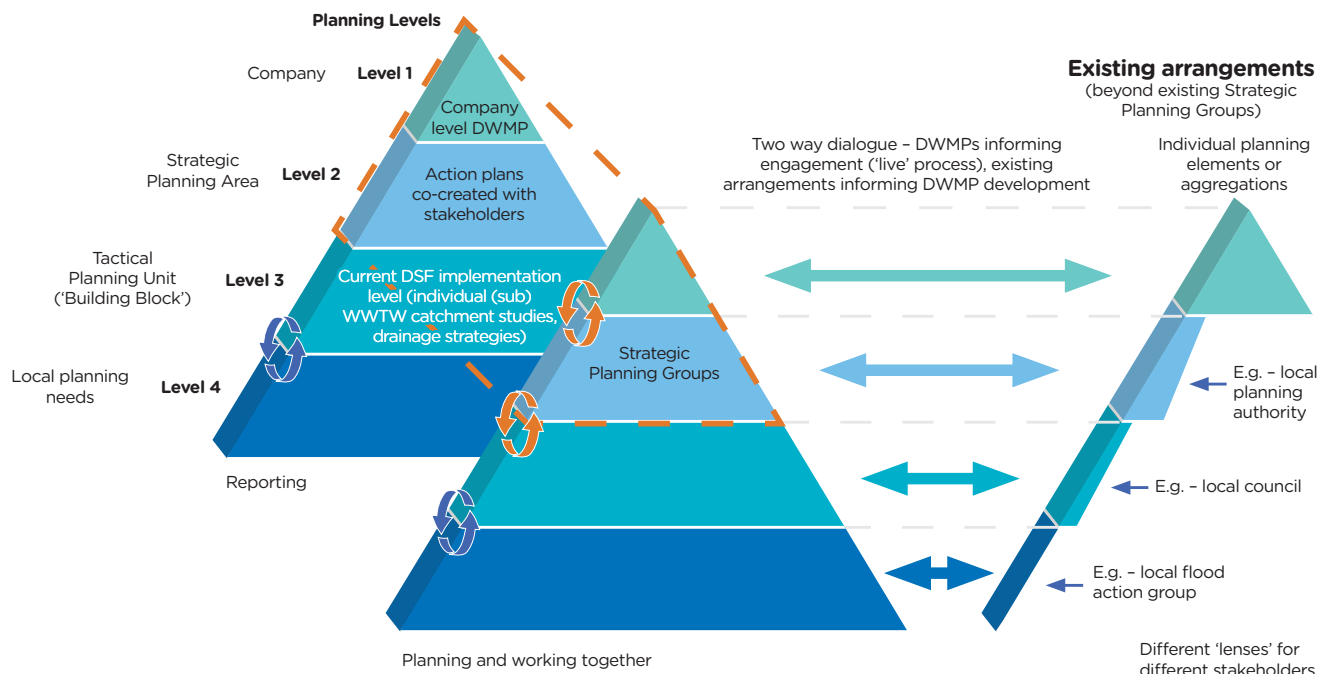 Planning Levels
Company
Level 1
Company
level DWMP
Strategic
Planning Area
Level 2
Action plans
co-created with
stakeholders
Tactical
Planning Unit
(‘Building Block’)
Level 3
Current DSF implementation
level (individual (sub)
WWTW catchment studies,
drainage strategies)
Local planning
needs
Level 4
Reporting
Strategic
Planning Groups
Planning and working together
Two way dialogue – DWMPs informing
engagement (‘live’ process), existing
arrangements informing DWMP development
Existing arrangements
(beyond existing Strategic
Planning Groups)
Individual planning
elements or
aggregations
E.g. – local
planning
authority
E.g. – local council
E.g. – local flood
action group
Different ‘lenses’ for
different stakeholders